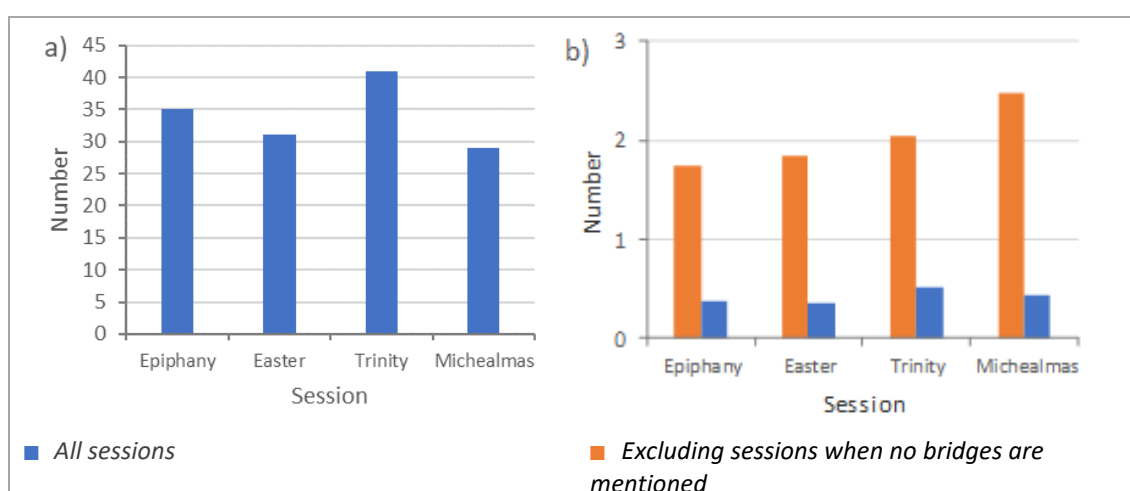 a)
45
40
35
30
25
20
15
10
5
0
Number
Epiphany Easter Trinity Michealmas
Session
b)
3
2
1
0
Number
Epiphany Easter Trinity Michealmas
Session
All sessions
Excluding sessions when no bridges are
mentioned